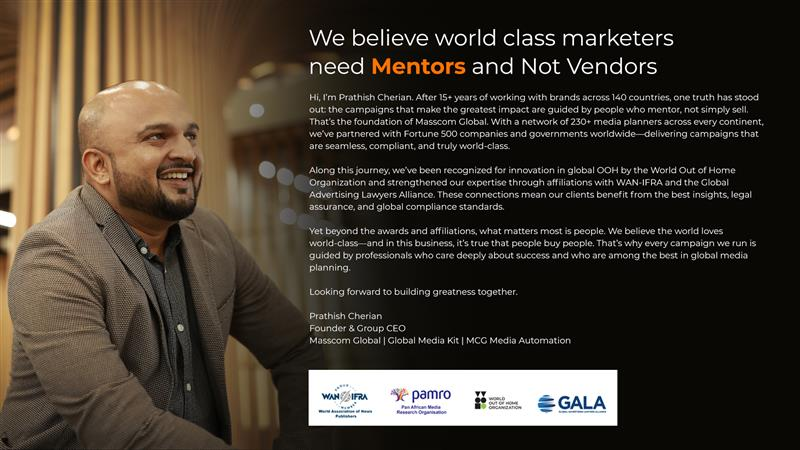 We believe world class marketers
need Mentors and Not Vendors
Hi, I'm Prathish Cherian. After 15+ years of working with brands across 140 countries, one truth has stood
out: the campaigns that make the greatest impact are guided by people who mentor, not simply sell.
That's the foundation of Masscom Global. With a network of 230+ media planners across every continent,
we've partnered with Fortune 500 companies and governments worldwide—delivering campaigns that
are seamless, compliant, and truly world-class.
Along this journey, we've been recognized for innovation in global OOH by the World Out of Home
Organization and strengthened our expertise through affiliations with WAN-IFRA and the Global
Advertising Lawyers Alliance. These connections mean our clients benefit from the best insights, legal
assurance, and global compliance standards.
Yet beyond the awards and affiliations, what matters most is people. We believe the world loves
world-class—and in this business, it's true that people buy people. That's why every campaign we run is
guided by professionals who care deeply about success and who are among the best in global media
planning.
Looking forward to building greatness together.
Prathish Cherian
Founder & Group CEO
Masscom Global | Global Media Kit | MCG Media Automation
PROUD
WAN IFRA
MEMBER
World Association of News
Publishers
pamro
Pan African Media
Research Organisation
WORLD
OUT OF HOME
ORGANIZATION
GALA
GLOBAL ADVERTISING LAWYERS ALLIANCE